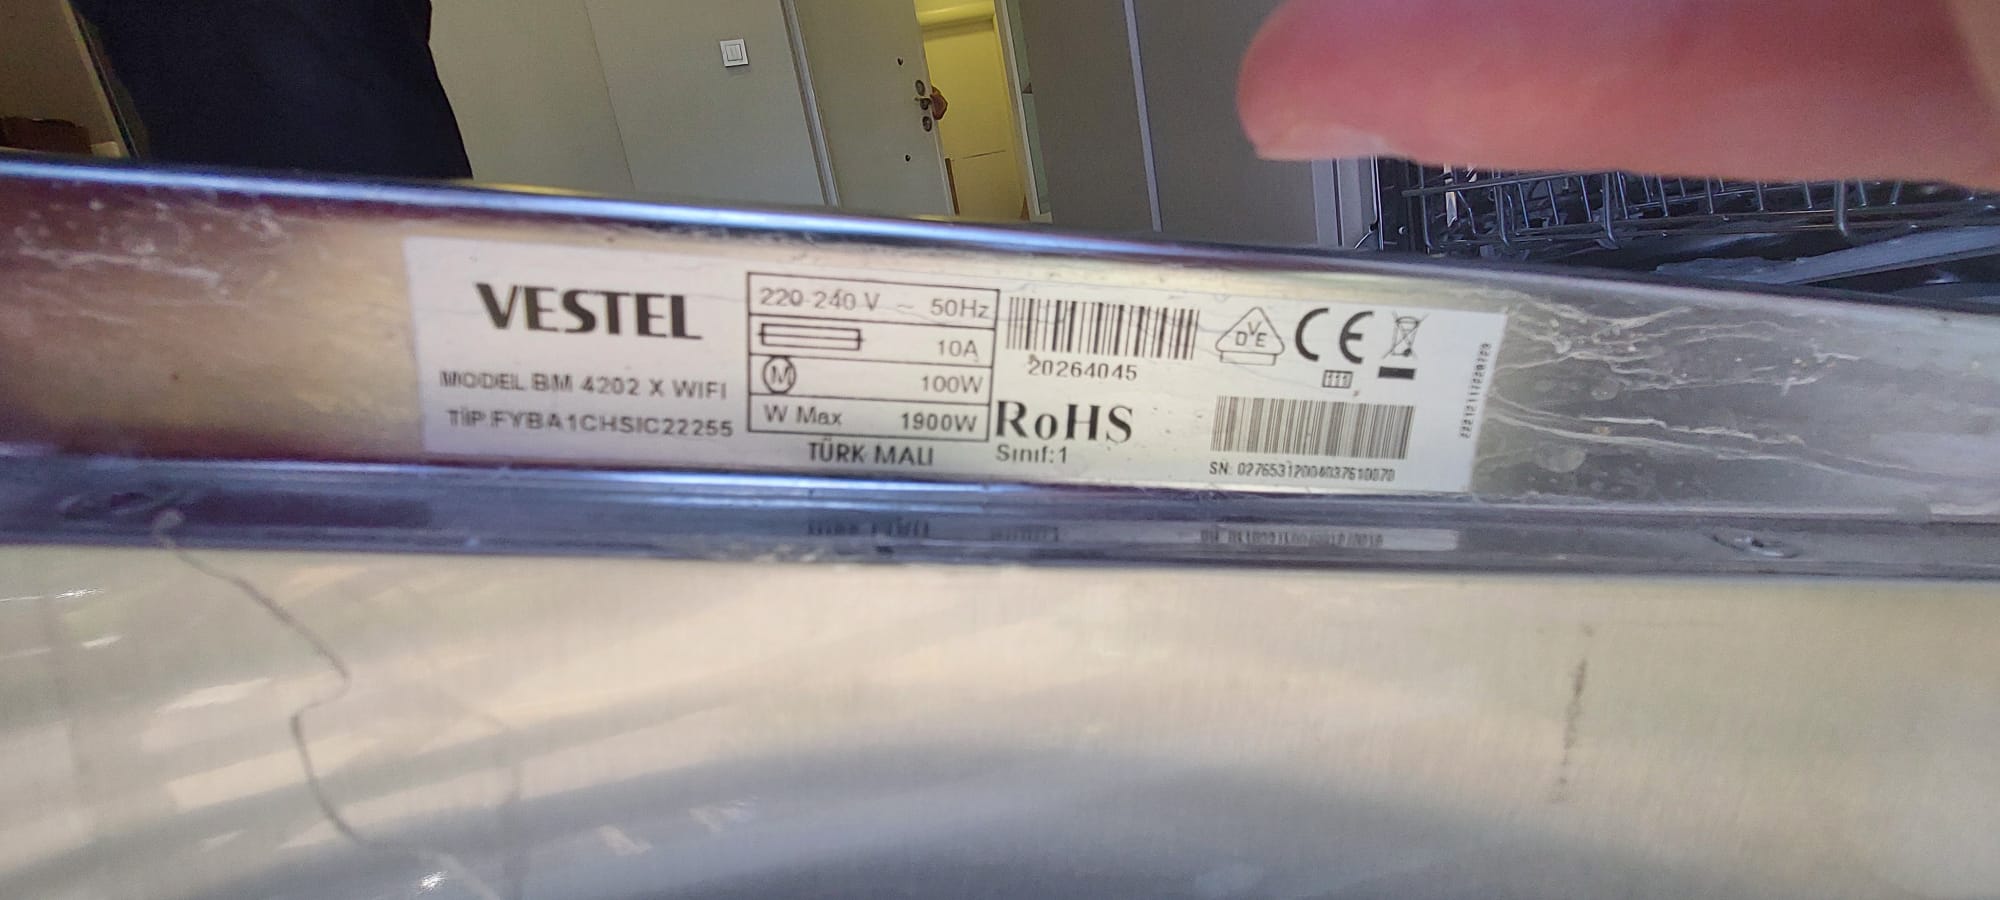 VESTEL
MODEL BM 4202 X WIFI
TİP.FYBA1CHSIC22255
220-240 V ~ 50Hz
10A
M 100W
W Max 1900W
TÜRK MALI
20264045
RoHS
Sınıf:1
DVE
CE